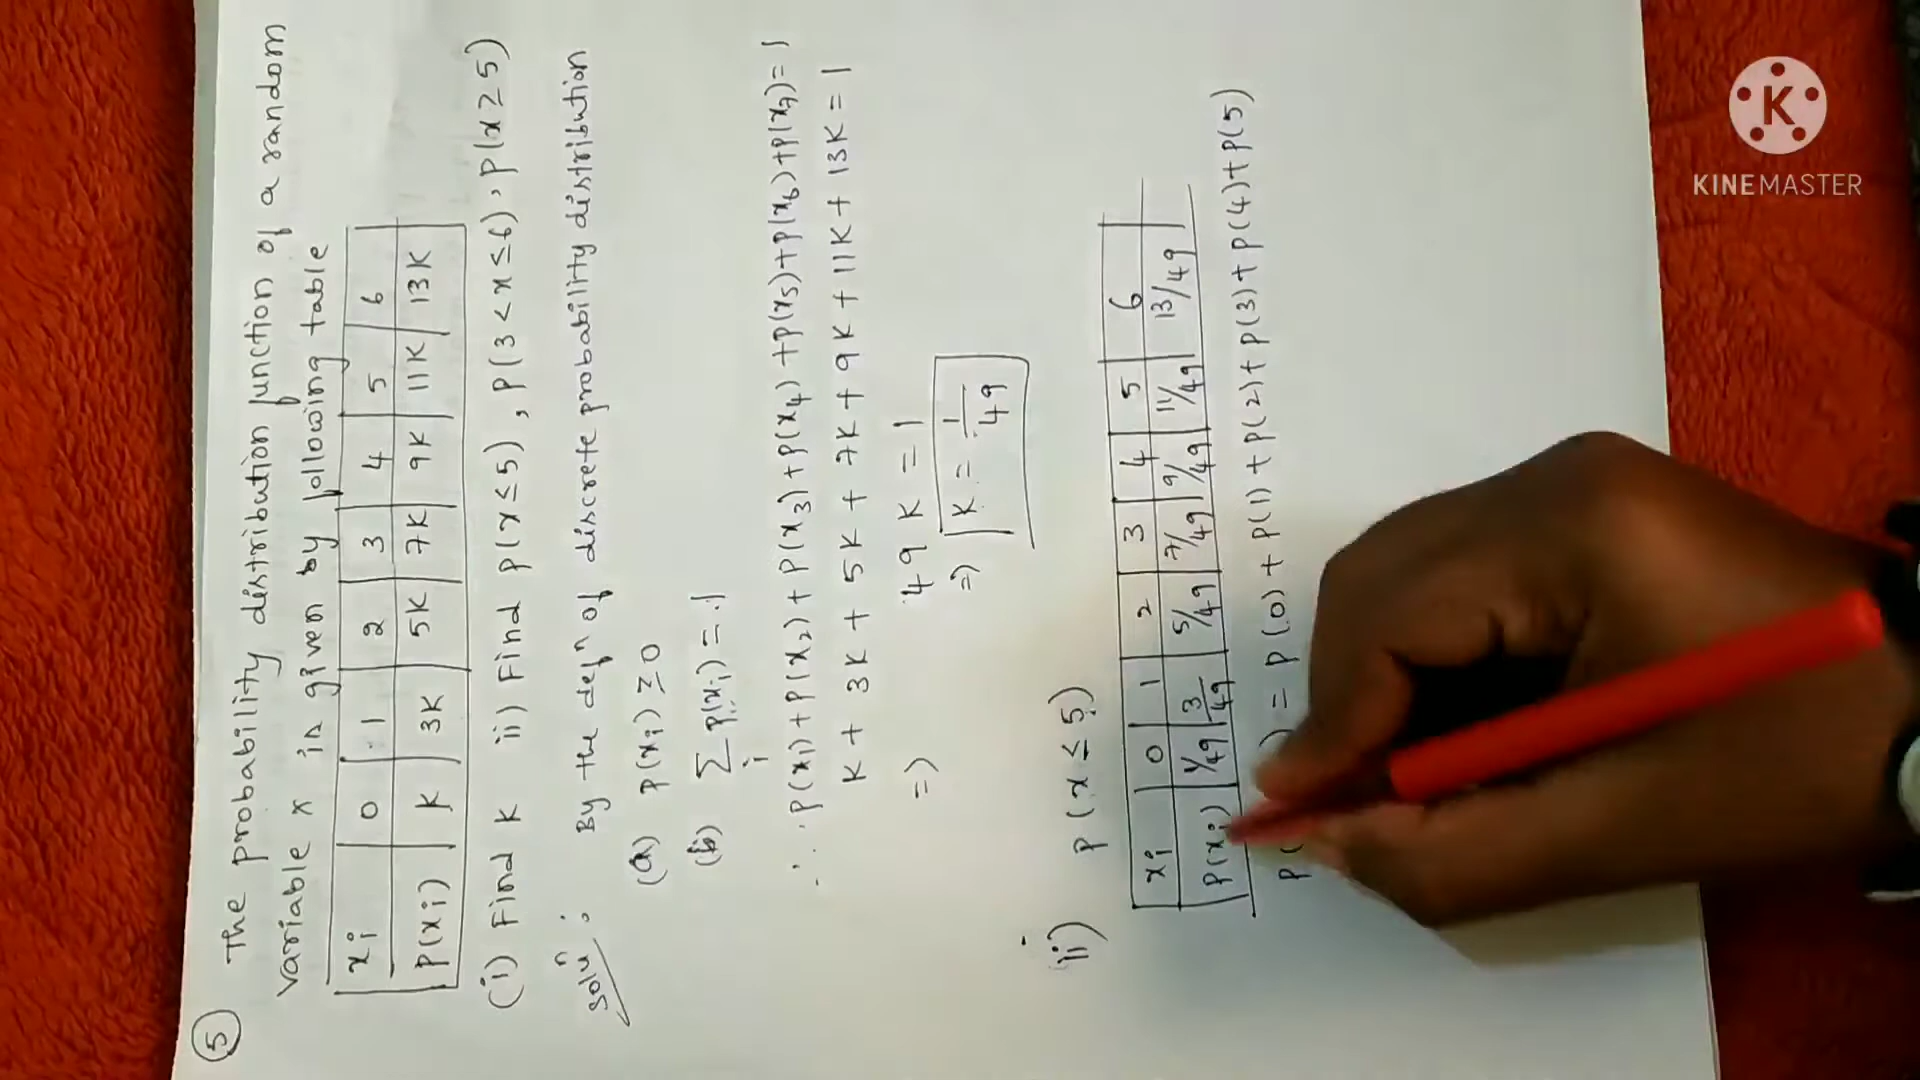 5 The probability distribution function of a random
variable x is given by following table
xi | 0 | 1 | 2 | 3 | 4 | 5 | 6
P(xi) | K | 3K | 5K | 7K | 9K | 11K | 13K
(i) Find K ii) Find P(x≤5), P(3<x≤6), P(x≥5)
Soluⁿ: By the defⁿ of discrete probability distribution
(a) P(xi) ≥ 0
(b) ∑i P(xi) = 1
∴ P(x1)+P(x2)+P(x3)+P(x4)+P(x5)+P(x6)+P(x7)=1
K + 3K + 5K + 7K + 9K + 11K + 13K = 1
=> 49K = 1
=> K = 1/49
ii) P(x≤5)
xi | 0 | 1 | 2 | 3 | 4 | 5 | 6
P(xi) | 1/49 | 3/49 | 5/49 | 7/49 | 9/49 | 11/49 | 13/49
P( ) = P(0)+P(1)+P(2)+P(3)+P(4)+P(5)
K
KINEMASTER